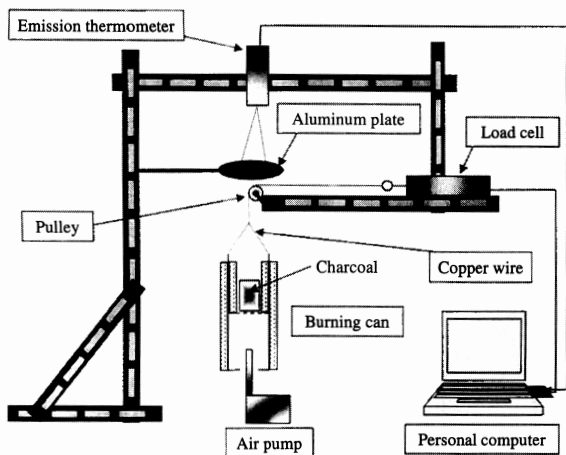 Emission thermometer
Aluminum plate
Load cell
Pulley
Charcoal
Copper wire
Burning can
Air pump
Personal computer